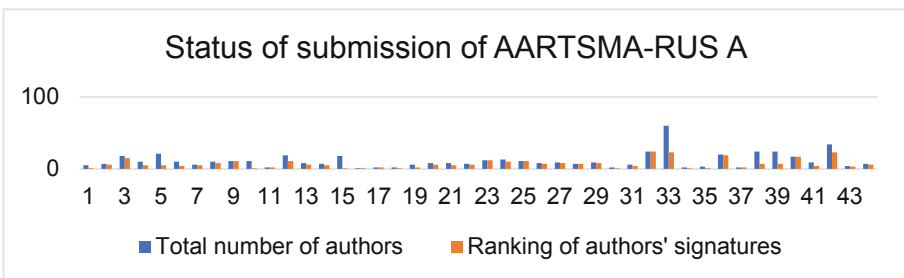 Status of submission of AARTSMA-RUS A
100
0
1 3 5 7 9 11 13 15 17 19 21 23 25 27 29 31 33 35 37 39 41 43
Total number of authors Ranking of authors' signatures